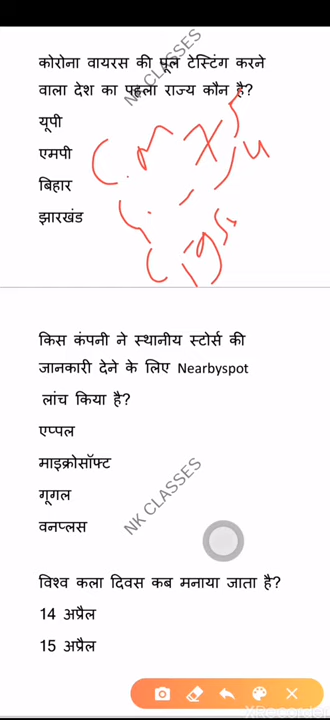 कोरोना वायरस की पूल टेस्टिंग करने
वाला देश का पहला राज्य कौन है?
यूपी
एमपी
बिहार
झारखंड
NK CLASSES
किस कंपनी ने स्थानीय स्टोर्स की
जानकारी देने के लिए Nearbyspot
लांच किया है?
एप्पल
माइक्रोसॉफ्ट
गूगल
वनप्लस
NK CLASSES
विश्व कला दिवस कब मनाया जाता है?
14 अप्रैल
15 अप्रैल
XRecorder